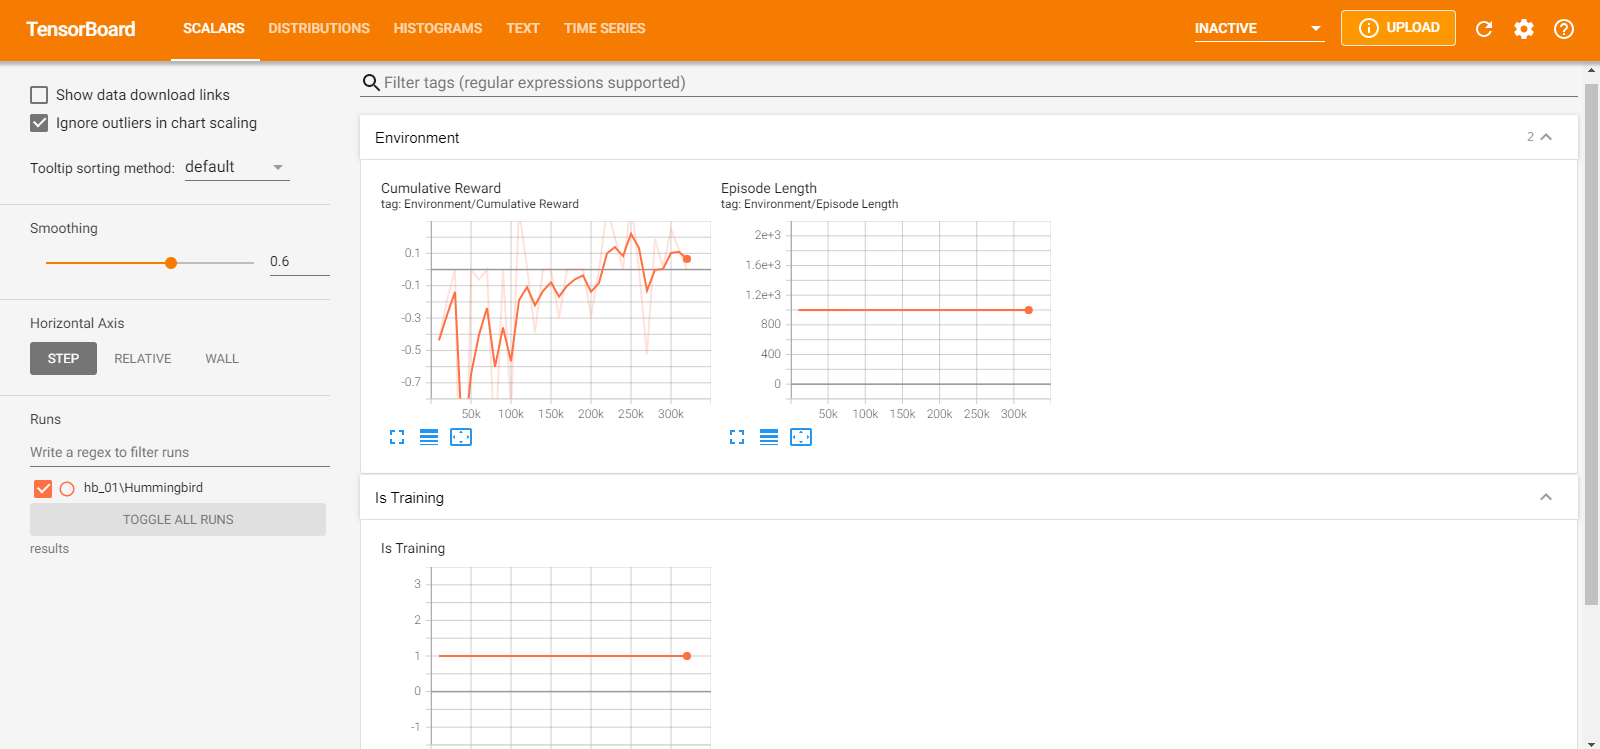 TensorBoard SCALARS DISTRIBUTIONS HISTOGRAMS TEXT TIME SERIES INACTIVE UPLOAD
Show data download links
Ignore outliers in chart scaling
Tooltip sorting method: default
Smoothing
0.6
Horizontal Axis
STEP RELATIVE WALL
Runs
Write a regex to filter runs
hb_01\Hummingbird
TOGGLE ALL RUNS
results
Filter tags (regular expressions supported)
Environment 2
Cumulative Reward
tag: Environment/Cumulative Reward
0.1
-0.1
-0.3
-0.5
-0.7
50k 100k 150k 200k 250k 300k
Episode Length
tag: Environment/Episode Length
2e+3
1.6e+3
1.2e+3
800
400
0
50k 100k 150k 200k 250k 300k
Is Training
Is Training
3
2
1
0
-1